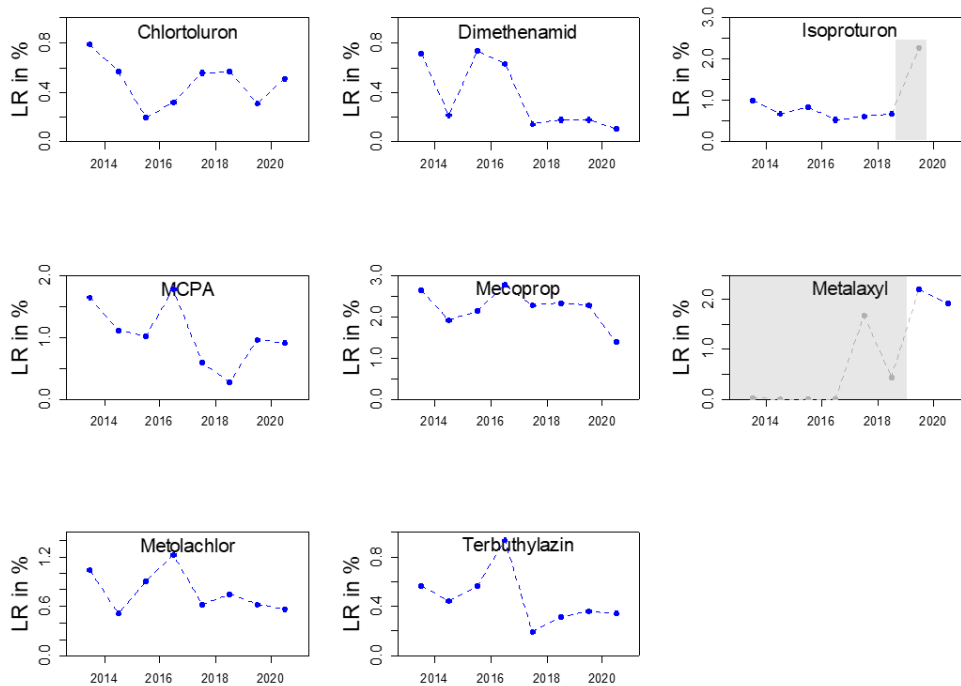 Chlortoluron
LR in %
0.0 0.4 0.8
2014 2016 2018 2020
Dimethenamid
LR in %
0.0 0.4 0.8
2014 2016 2018 2020
Isoproturon
LR in %
0.0 1.0 2.0 3.0
2014 2016 2018 2020
MCPA
LR in %
0.0 1.0 2.0
2014 2016 2018 2020
Mecoprop
LR in %
0.0 1.0 2.0 3.0
2014 2016 2018 2020
Metalaxyl
LR in %
0.0 1.0 2.0
2014 2016 2018 2020
Metolachlor
LR in %
0.0 0.6 1.2
2014 2016 2018 2020
Terbuthylazin
LR in %
0.0 0.4 0.8
2014 2016 2018 2020